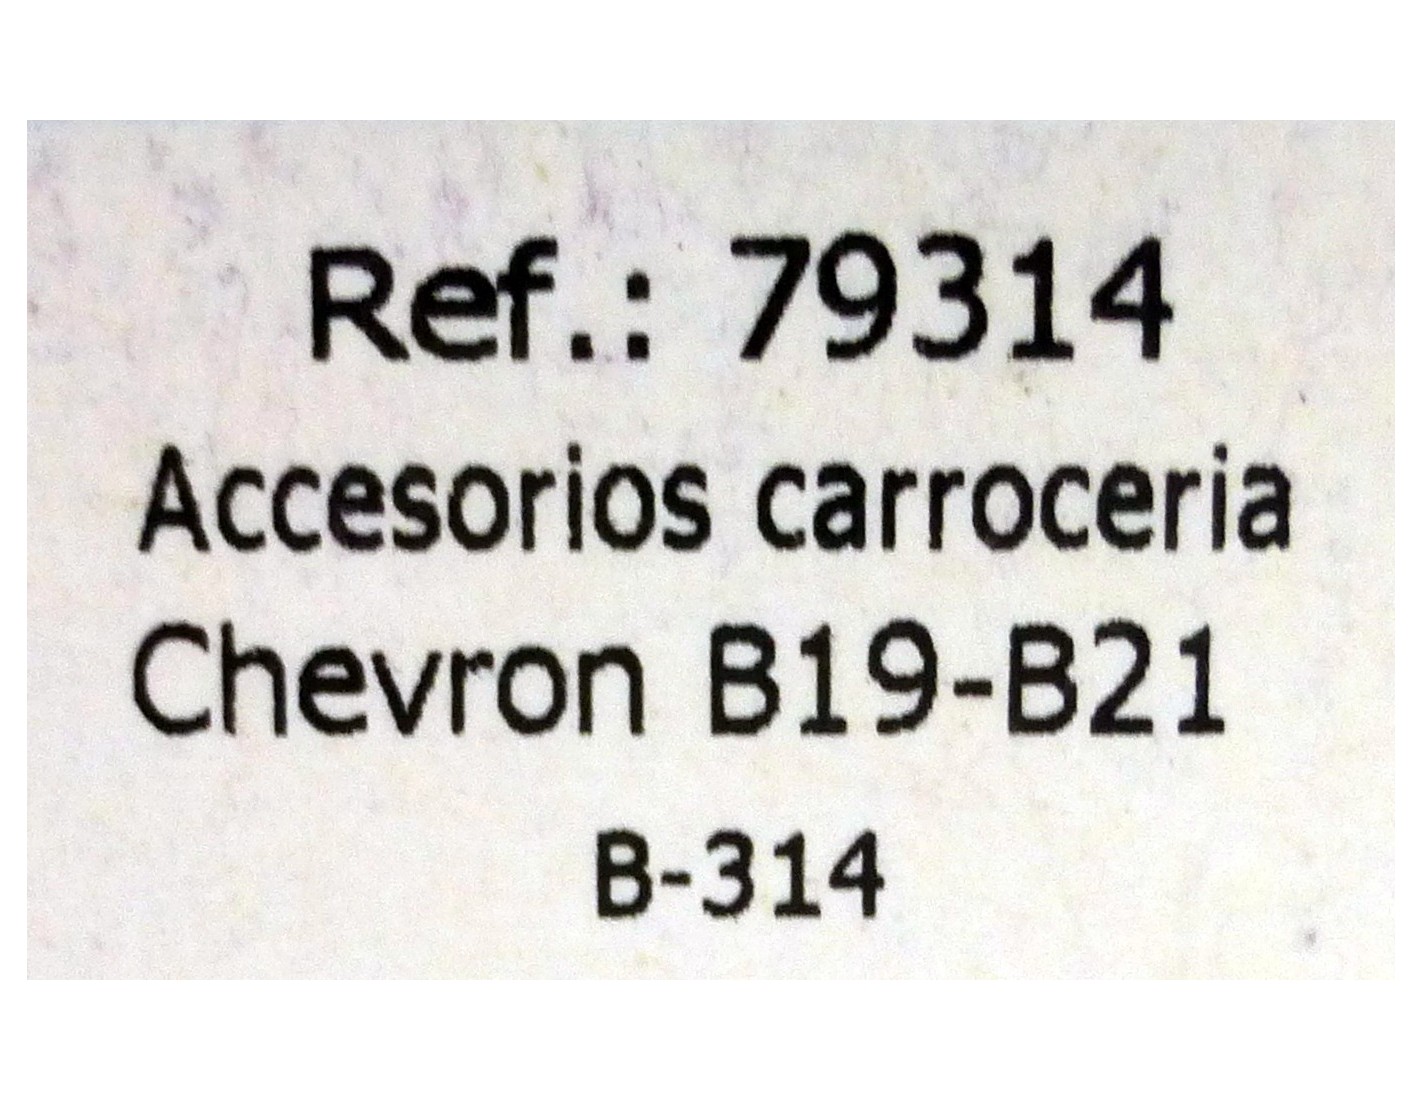 Ref.: 79314
Accesorios carroceria
Chevron B19-B21
B-314